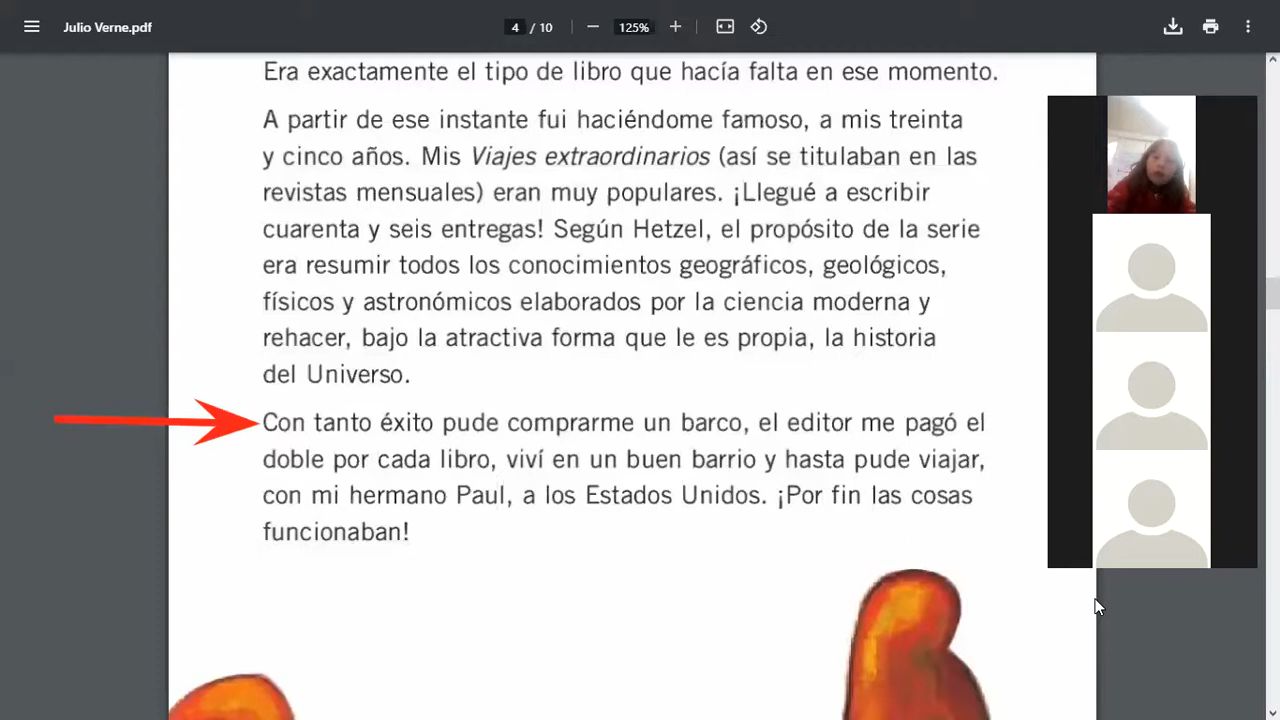 Julio Verne.pdf
4 / 10
125%
Era exactamente el tipo de libro que hacía falta en ese momento.
A partir de ese instante fui haciéndome famoso, a mis treinta
y cinco años. Mis Viajes extraordinarios (así se titulaban en las
revistas mensuales) eran muy populares. ¡Llegué a escribir
cuarenta y seis entregas! Según Hetzel, el propósito de la serie
era resumir todos los conocimientos geográficos, geológicos,
físicos y astronómicos elaborados por la ciencia moderna y
rehacer, bajo la atractiva forma que le es propia, la historia
del Universo.
Con tanto éxito pude comprarme un barco, el editor me pagó el
doble por cada libro, viví en un buen barrio y hasta pude viajar,
con mi hermano Paul, a los Estados Unidos. ¡Por fin las cosas
funcionaban!